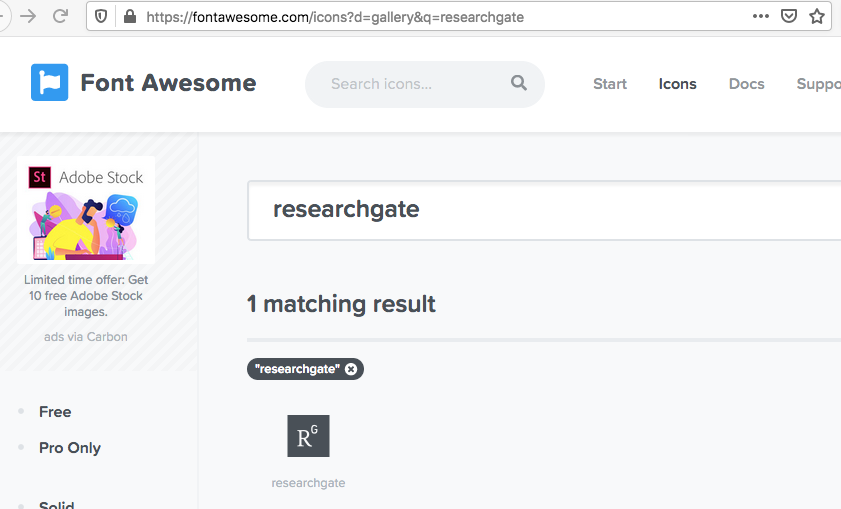 https://fontawesome.com/icons?d=gallery&q=researchgate
Font Awesome
Search icons...
Start
Icons
Docs
Suppo
St Adobe Stock
Limited time offer: Get
10 free Adobe Stock
images.
ads via Carbon
Free
Pro Only
Solid
researchgate
1 matching result
"researchgate"
RG
researchgate